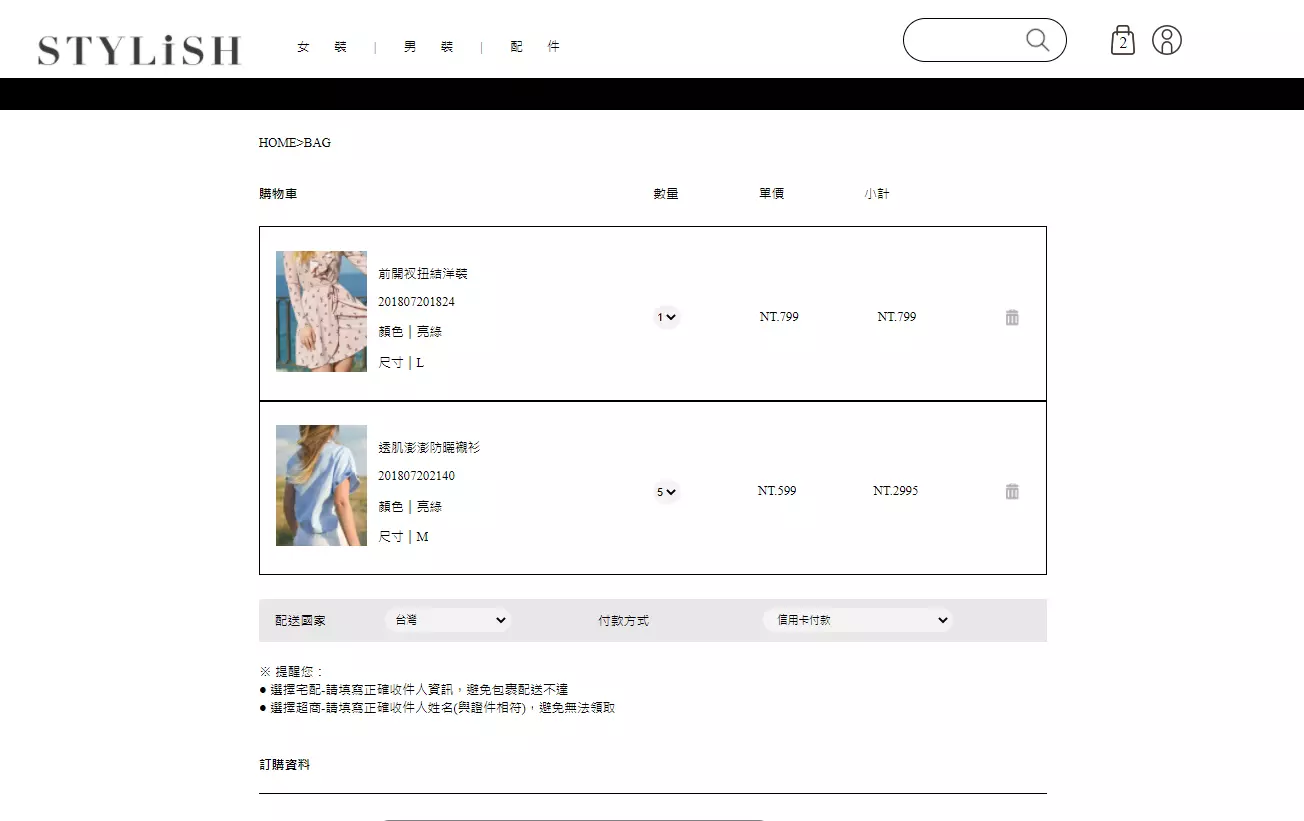 STYLiSH
女 裝 | 男 裝 | 配 件
2
HOME>BAG
購物車 數量 單價 小計
前開衩扭結洋裝
201807201824
顏色｜亮綠
尺寸｜L
1
NT.799
NT.799
透肌澎澎防曬襯衫
201807202140
顏色｜亮綠
尺寸｜M
5
NT.599
NT.2995
配送國家 台灣 付款方式 信用卡付款
※ 提醒您：
● 選擇宅配-請填寫正確收件人資訊，避免包裹配送不達
● 選擇超商-請填寫正確收件人姓名(與證件相符)，避免無法領取
訂購資料